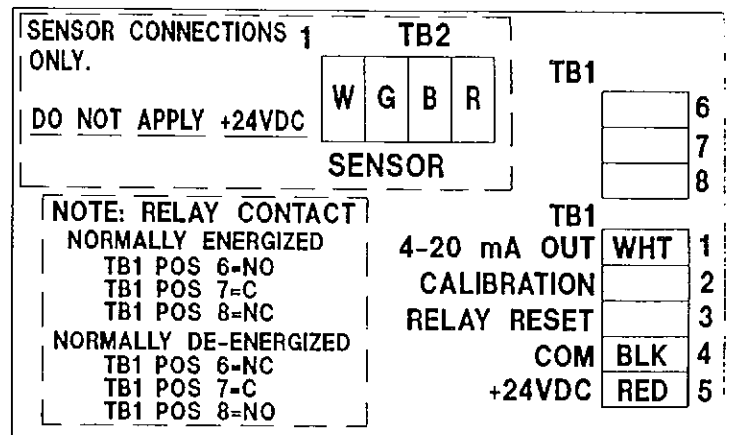 SENSOR CONNECTIONS 1
ONLY.
DO NOT APPLY +24VDC
TB2
W G B R
SENSOR
TB1
6
7
8
NOTE: RELAY CONTACT
NORMALLY ENERGIZED
TB1 POS 6=NO
TB1 POS 7=C
TB1 POS 8=NC
NORMALLY DE-ENERGIZED
TB1 POS 6-NC
TB1 POS 7-C
TB1 POS 8=NO
TB1
4-20 mA OUT WHT 1
CALIBRATION 2
RELAY RESET 3
COM BLK 4
+24VDC RED 5